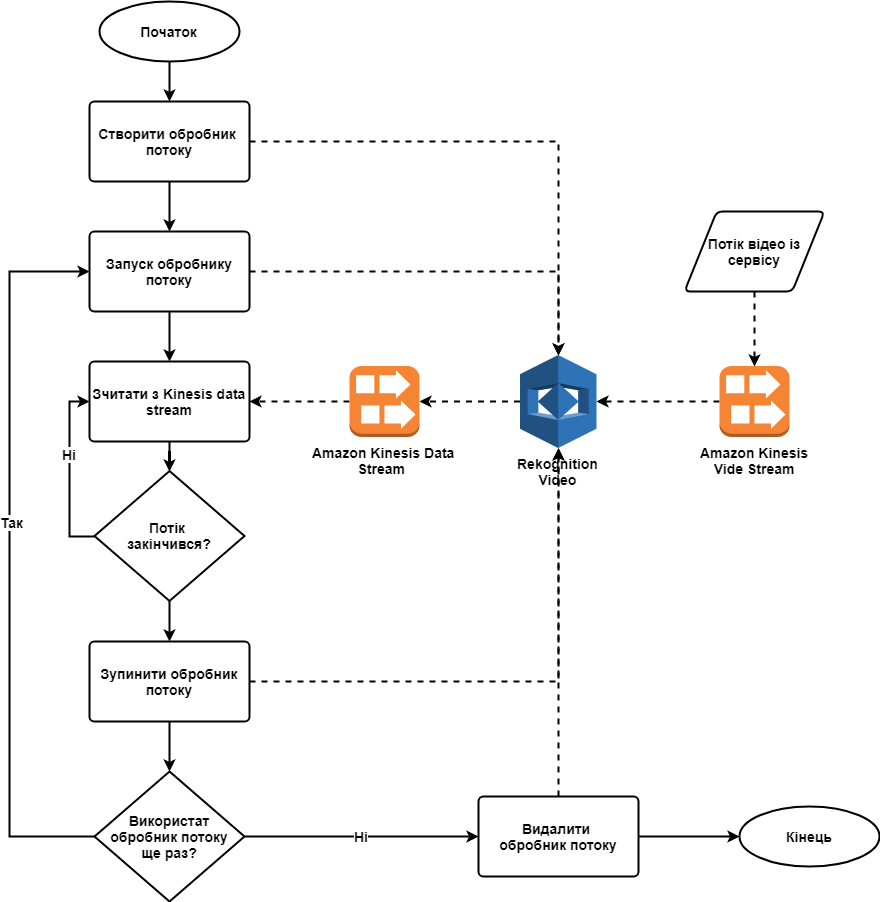 Початок
Створити обробник
потоку
Потік відео із
сервісу
Запуск обробнику
потоку
Зчитати з Kinesis data
stream
Ні
Amazon Kinesis Data
Stream
Rekognition
Video
Amazon Kinesis
Vide Stream
Так
Потік
закінчився?
Зупинити обробник
потоку
Використат
обробник потоку
ще раз?
Ні
Видалити
обробник потоку
Кінець